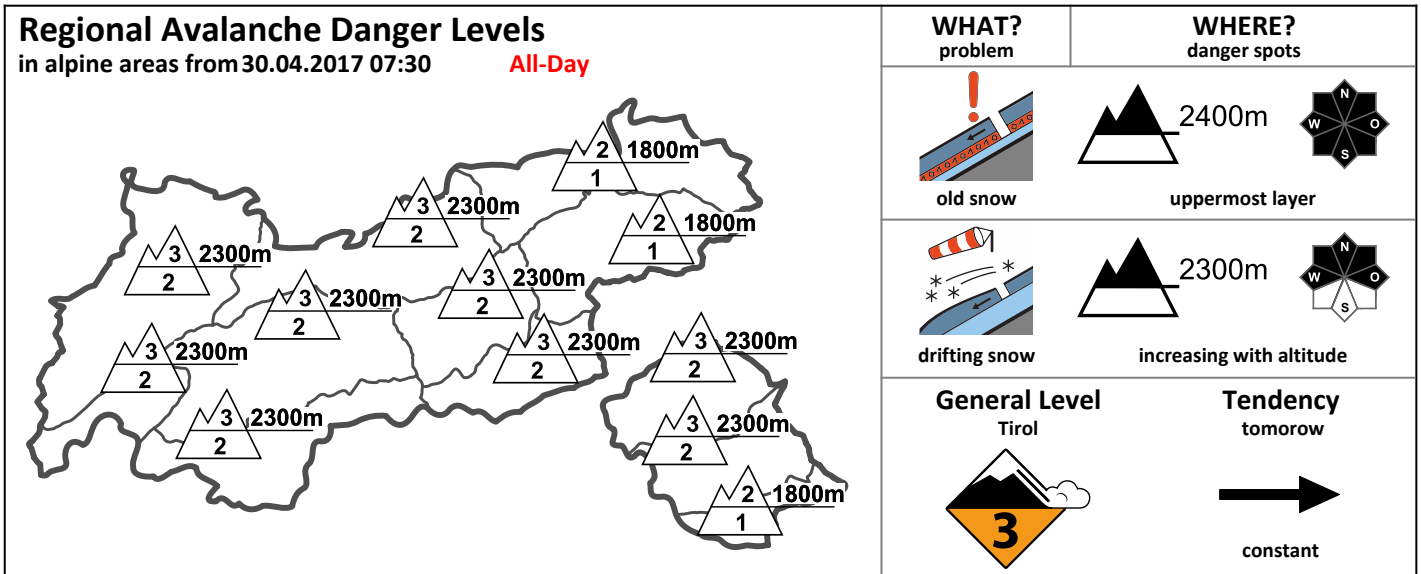 Regional Avalanche Danger Levels
in alpine areas from 30.04.2017 07:30 All-Day
2 1800m
1
3 2300m
2
2 1800m
1
3 2300m
2
3 2300m
2
3 2300m
2
3 2300m
2
3 2300m
2
3 2300m
2
3 2300m
2
3 2300m
2
2 1800m
1
WHAT?
problem
WHERE?
danger spots
old snow
2400m
N
W O
S
uppermost layer
drifting snow
2300m
N
W O
S
increasing with altitude
General Level
Tirol
3
Tendency
tomorow
constant